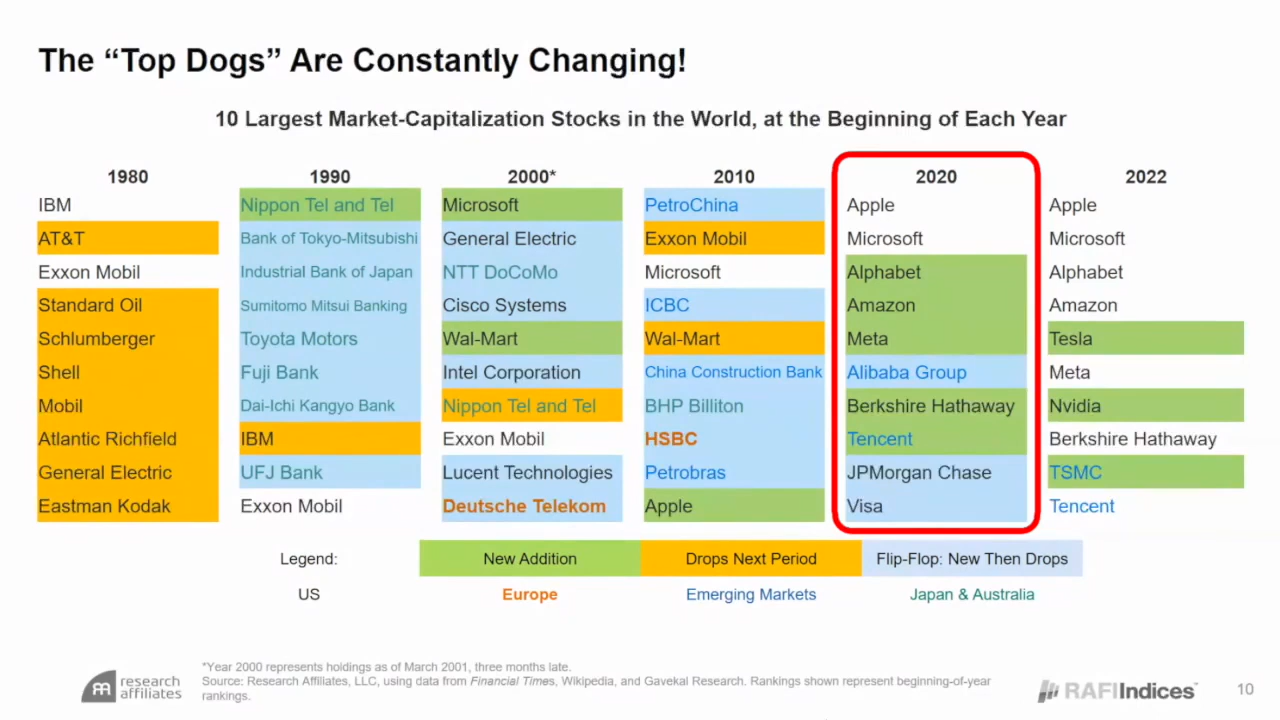 The “Top Dogs” Are Constantly Changing!
10 Largest Market-Capitalization Stocks in the World, at the Beginning of Each Year
1980 1990 2000* 2010 2020 2022
IBM Nippon Tel and Tel Microsoft PetroChina Apple Apple
AT&T Bank of Tokyo-Mitsubishi General Electric Exxon Mobil Microsoft Microsoft
Exxon Mobil Industrial Bank of Japan NTT DoCoMo Microsoft Alphabet Alphabet
Standard Oil Sumitomo Mitsui Banking Cisco Systems ICBC Amazon Amazon
Schlumberger Toyota Motors Wal-Mart Wal-Mart Meta Tesla
Shell Fuji Bank Intel Corporation China Construction Bank Alibaba Group Meta
Mobil Dai-Ichi Kangyo Bank Nippon Tel and Tel BHP Billiton Berkshire Hathaway Nvidia
Atlantic Richfield IBM Exxon Mobil HSBC Tencent Berkshire Hathaway
General Electric UFJ Bank Lucent Technologies Petrobras JPMorgan Chase TSMC
Eastman Kodak Exxon Mobil Deutsche Telekom Apple Visa Tencent
Legend: New Addition Drops Next Period Flip-Flop: New Then Drops
US Europe Emerging Markets Japan & Australia
research
affiliates
*Year 2000 represents holdings as of March 2001, three months late.
Source: Research Affiliates, LLC, using data from Financial Times, Wikipedia, and Gavekal Research. Rankings shown represent beginning-of-year
rankings.
RAFIIndices
10